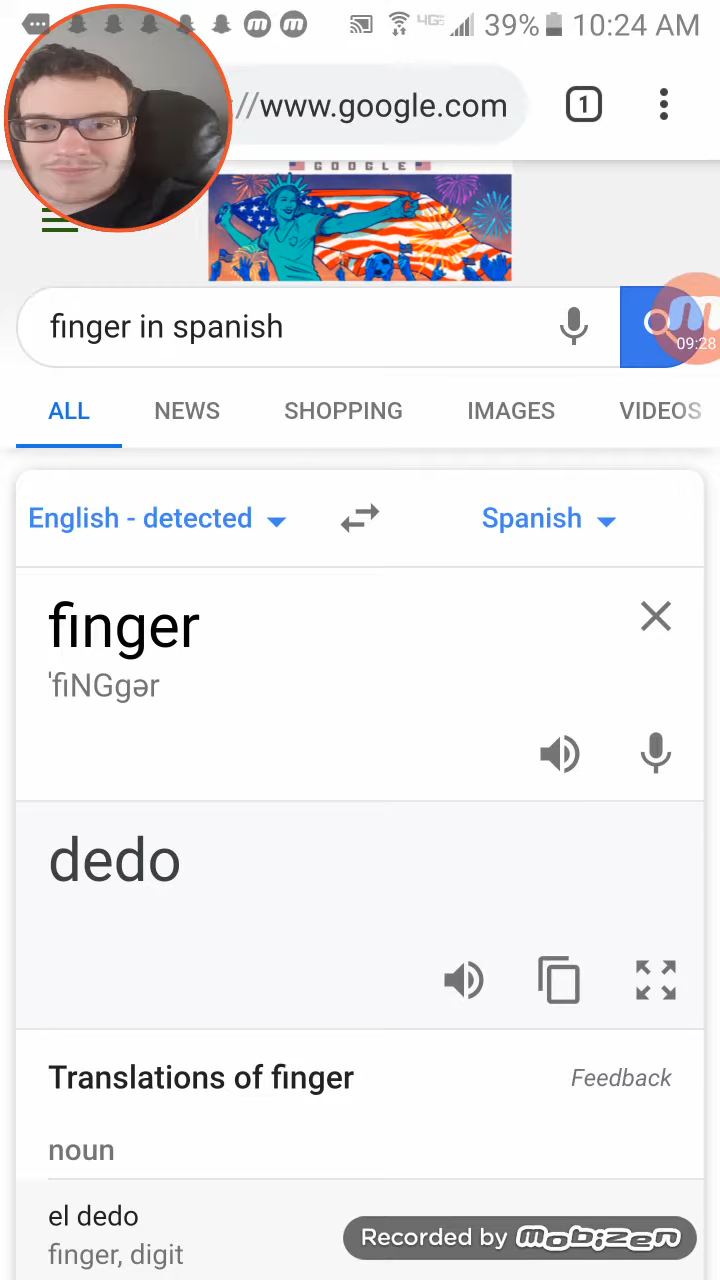 4G
39%
10:24 AM
//www.google.com
1
GOOGLE
finger in spanish
09:28
ALL NEWS SHOPPING IMAGES VIDEOS
English - detected Spanish
finger
ˈfiNGgər
dedo
Translations of finger Feedback
noun
el dedo
finger, digit
Recorded by mobizen